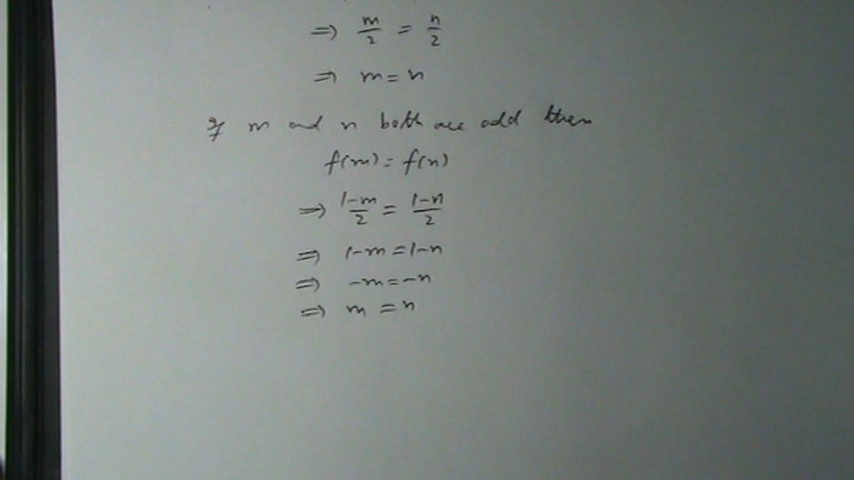 ⇒ m/2 = n/2
⇒ m = n
If m and n both are odd then
f(m) = f(n)
⇒ 1-m/2 = 1-n/2
⇒ 1-m = 1-n
⇒ -m = -n
⇒ m = n